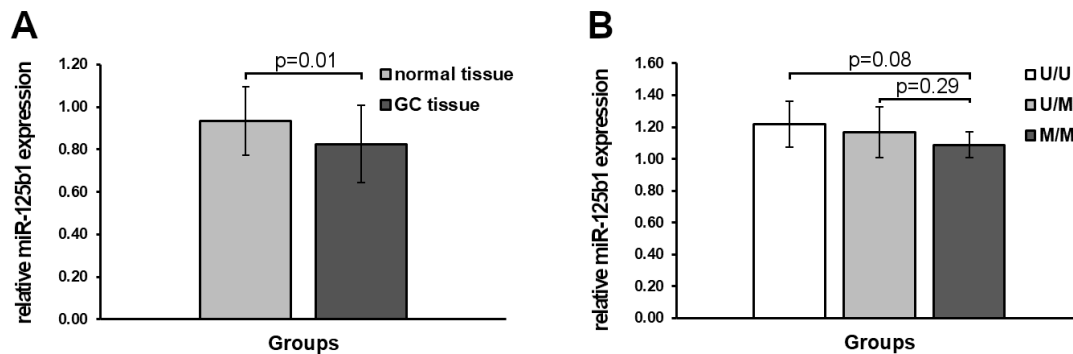 A
relative miR-125b1 expression
1.20
1.00
0.80
0.60
0.40
0.20
0.00
p=0.01
normal tissue
GC tissue
Groups
B
relative miR-125b1 expression
1.60
1.40
1.20
1.00
0.80
0.60
0.40
0.20
0.00
p=0.08
p=0.29
U/U
U/M
M/M
Groups